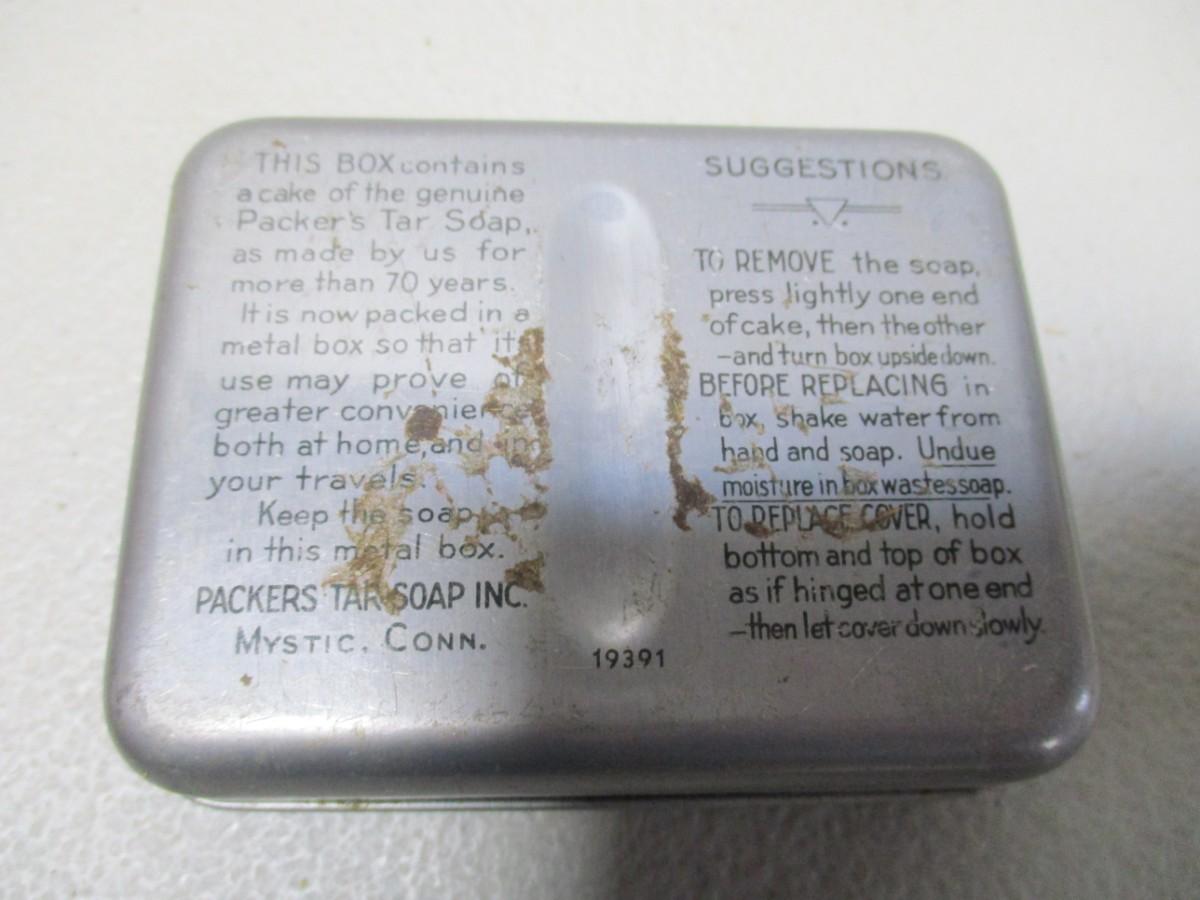 THIS BOX contains
a cake of the genuine
Packer's Tar Soap,
as made by us for
more than 70 years.
It is now packed in a
metal box so that its
use may prove of
greater convenience
both at home, and in
your travels.
Keep the soap
in this metal box.
PACKERS TAR SOAP INC.
MYSTIC, CONN.
19391
SUGGESTIONS
TO REMOVE the soap,
press lightly one end
of cake, then the other
—and turn box upside down.
BEFORE REPLACING in
box, shake water from
hand and soap. Undue
moisture in box wastes soap.
TO REPLACE COVER, hold
bottom and top of box
as if hinged at one end
—then let cover down slowly.